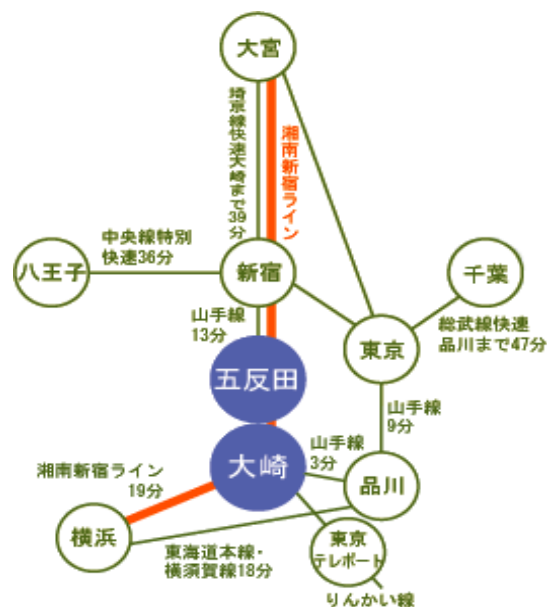 大宮
埼京線快速大崎まで39分
湘南新宿ライン
中央線特別
快速36分
八王子
新宿
千葉
山手線
13分
東京
総武線快速
品川まで47分
五反田
山手線
9分
大崎
山手線
3分
湘南新宿ライン
19分
品川
横浜
東京
テレポート
東海道本線・
横須賀線18分
りんかい線